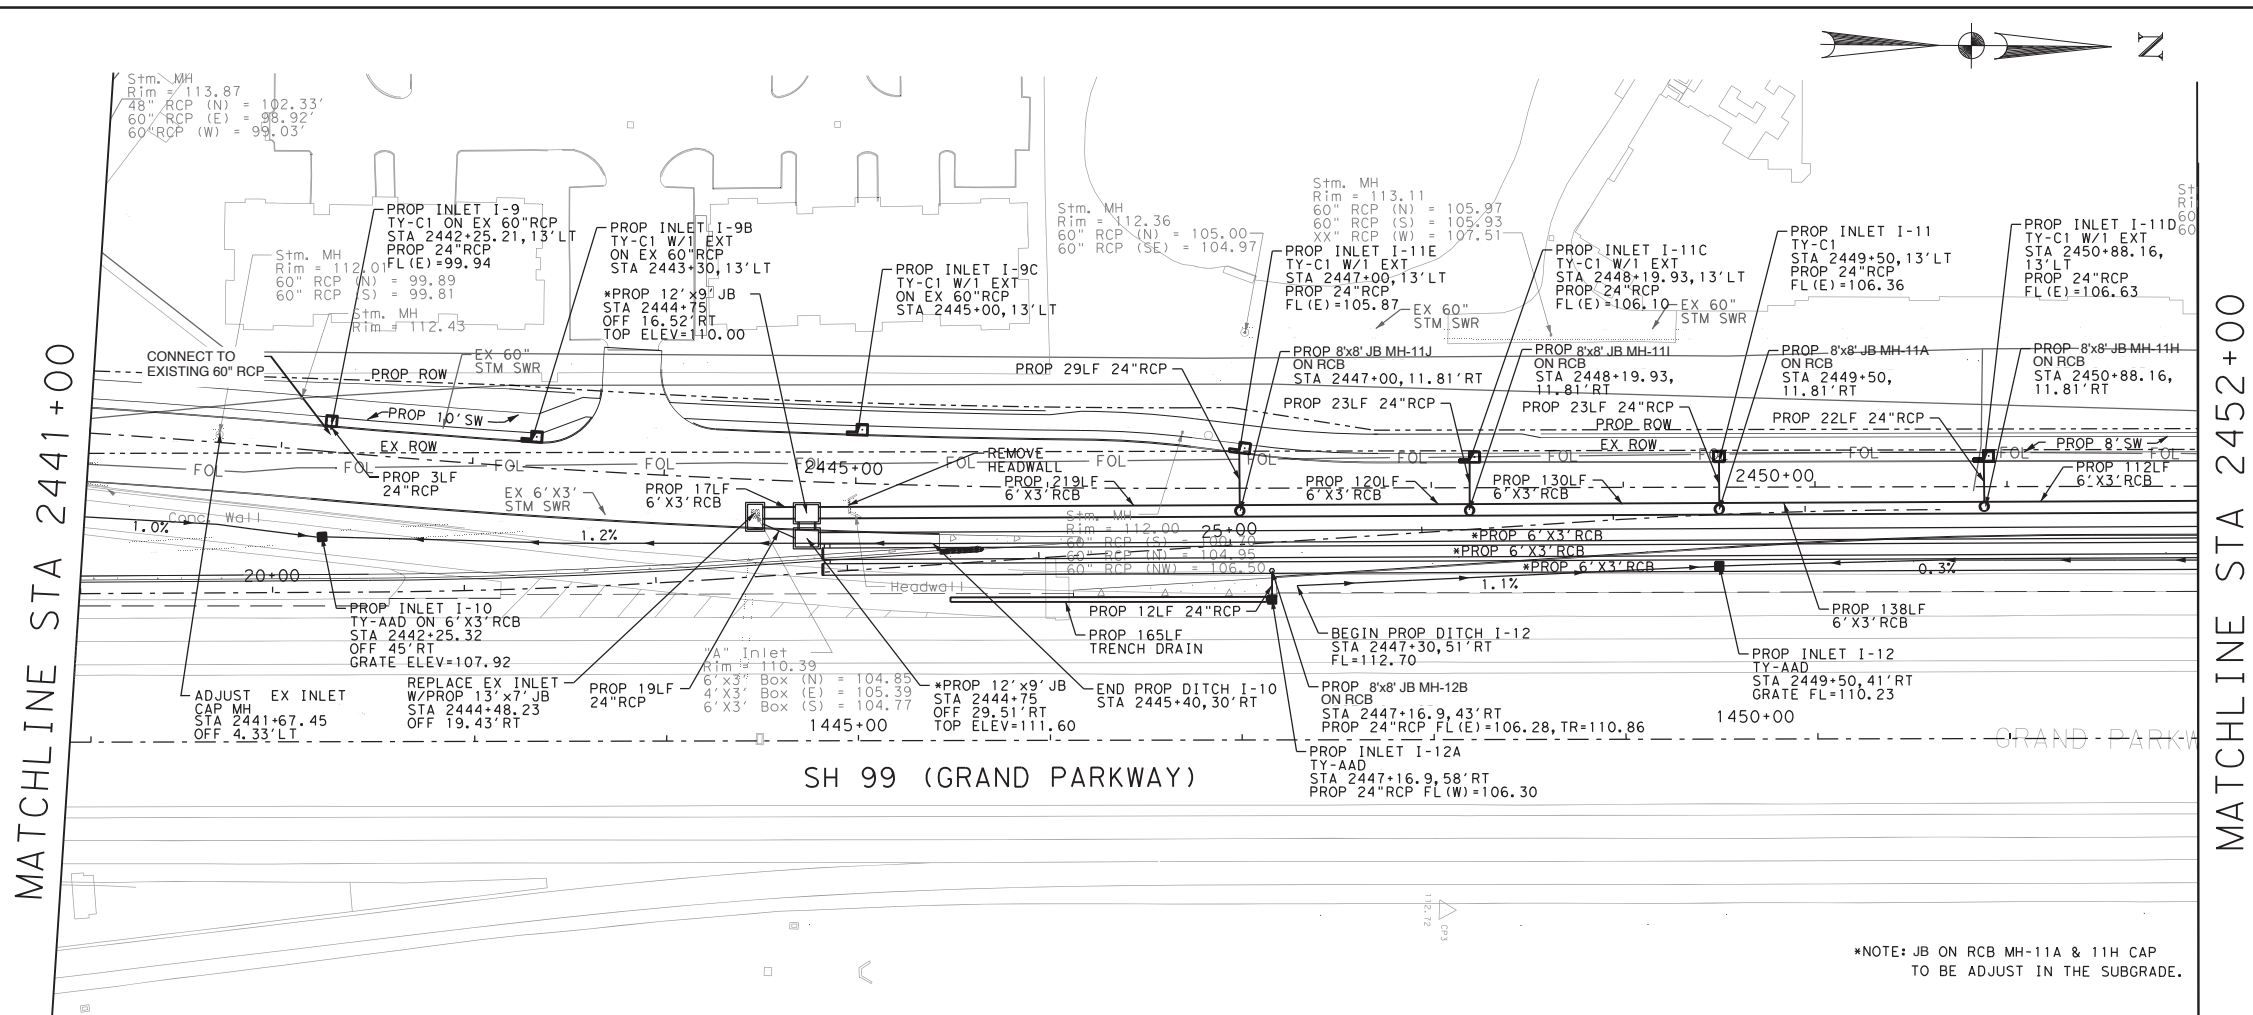 Stm. MH
Rim = 113.87
48" RCP (N) = 102.33'
60" RCP (E) = 98.92'
60"RCP (W) = 99.03'
N
PROP INLET I-9
TY-C1 ON EX 60"RCP
STA 2442+25.21,13'LT
PROP 24"RCP
FL(E)=99.94
Stm. MH
Rim = 112.01
60" RCP (N) = 99.89
60" RCP (S) = 99.81
Stm. MH
Rim = 112.43
PROP INLET I-9B
TY-C1 W/1 EXT
ON EX 60"RCP
STA 2443+30,13'LT
*PROP 12'x9'JB
STA 2444+75
OFF 16.52'RT
TOP ELEV=110.00
PROP INLET I-9C
TY-C1 W/1 EXT
ON EX 60"RCP
STA 2445+00,13'LT
Stm. MH
Rim = 112.36
60" RCP (N) = 105.00
60" RCP (SE) = 104.97
Stm. MH
Rim = 113.11
60" RCP (N) = 105.97
60" RCP (S) = 105.93
XX" RCP (W) = 107.51
PROP INLET I-11E
TY-C1 W/1 EXT
STA 2447+00,13'LT
PROP 24"RCP
FL(E)=105.87
PROP INLET I-11C
TY-C1 W/1 EXT
STA 2448+19.93,13'LT
PROP 24"RCP
FL(E)=106.10
PROP INLET I-11
TY-C1
STA 2449+50,13'LT
PROP 24"RCP
FL(E)=106.36
PROP INLET I-11D
TY-C1 W/1 EXT
STA 2450+88.16,
13'LT
PROP 24"RCP
FL(E)=106.63
St
Ri
60
60
EX 60"
STM SWR
EX 60"
STM SWR
CONNECT TO
EXISTING 60" RCP
EX 60"
STM SWR
PROP ROW
PROP 29LF 24"RCP
PROP 8'x8' JB MH-11J
ON RCB
STA 2447+00,11.81'RT
PROP 8'x8' JB MH-11I
ON RCB
STA 2448+19.93,
11.81'RT
PROP 8'x8' JB MH-11A
ON RCB
STA 2449+50,
11.81'RT
PROP 8'x8' JB MH-11H
ON RCB
STA 2450+88.16,
11.81'RT
PROP 23LF 24"RCP
PROP 23LF 24"RCP
PROP 22LF 24"RCP
PROP 10'SW
PROP ROW
EX ROW
EX ROW
PROP 8'SW
FOL
FOL
FOL
FOL
FOL
FOL
FOL
FOL
FOL
FOL
FOL
FOL
FOL
FOL
2445+00
2450+00
PROP 3LF
24"RCP
EX 6'X3'
STM SWR
PROP 17LF
6'X3'RCB
REMOVE
HEADWALL
PROP 219LF
6'X3'RCB
PROP 120LF
6'X3'RCB
PROP 130LF
6'X3'RCB
PROP 112LF
6'X3'RCB
Conc. Wall
1.0%
1.2%
Stm. MH
Rim = 112.00
60" RCP (S) = 106.20
60" RCP (N) = 104.95
60" RCP (NW) = 106.50
25+00
*PROP 6'X3'RCB
*PROP 6'X3'RCB
*PROP 6'X3'RCB
20+00
Headwall
1.1%
0.3%
PROP INLET I-10
TY-AAD ON 6'X3'RCB
STA 2442+25.32
OFF 45'RT
GRATE ELEV=107.92
PROP 12LF 24"RCP
PROP 165LF
TRENCH DRAIN
BEGIN PROP DITCH I-12
STA 2447+30,51'RT
FL=112.70
PROP 138LF
6'X3'RCB
PROP INLET I-12
TY-AAD
STA 2449+50,41'RT
GRATE FL=110.23
ADJUST EX INLET
CAP MH
STA 2441+67.45
OFF 4.33'LT
REPLACE EX INLET
W/PROP 13'x7'JB
STA 2444+48.23
OFF 19.43'RT
PROP 19LF
24"RCP
"A" Inlet
Rim = 110.39
6'x3' Box (N) = 104.85
4'X3' Box (E) = 105.39
6'X3' Box (S) = 104.77
*PROP 12'x9'JB
STA 2444+75
OFF 29.51'RT
TOP ELEV=111.60
END PROP DITCH I-10
STA 2445+40,30'RT
PROP 8'x8' JB MH-12B
ON RCB
STA 2447+16.9,43'RT
PROP 24"RCP FL(E)=106.28,TR=110.86
PROP INLET I-12A
TY-AAD
STA 2447+16.9,58'RT
PROP 24"RCP FL(W)=106.30
1445+00
1450+00
GRAND PARKW
SH 99 (GRAND PARKWAY)
112.72
CP3
*NOTE: JB ON RCB MH-11A & 11H CAP
TO BE ADJUST IN THE SUBGRADE.
MATCHLINE STA 2441+00
MATCHLINE STA 2452+00